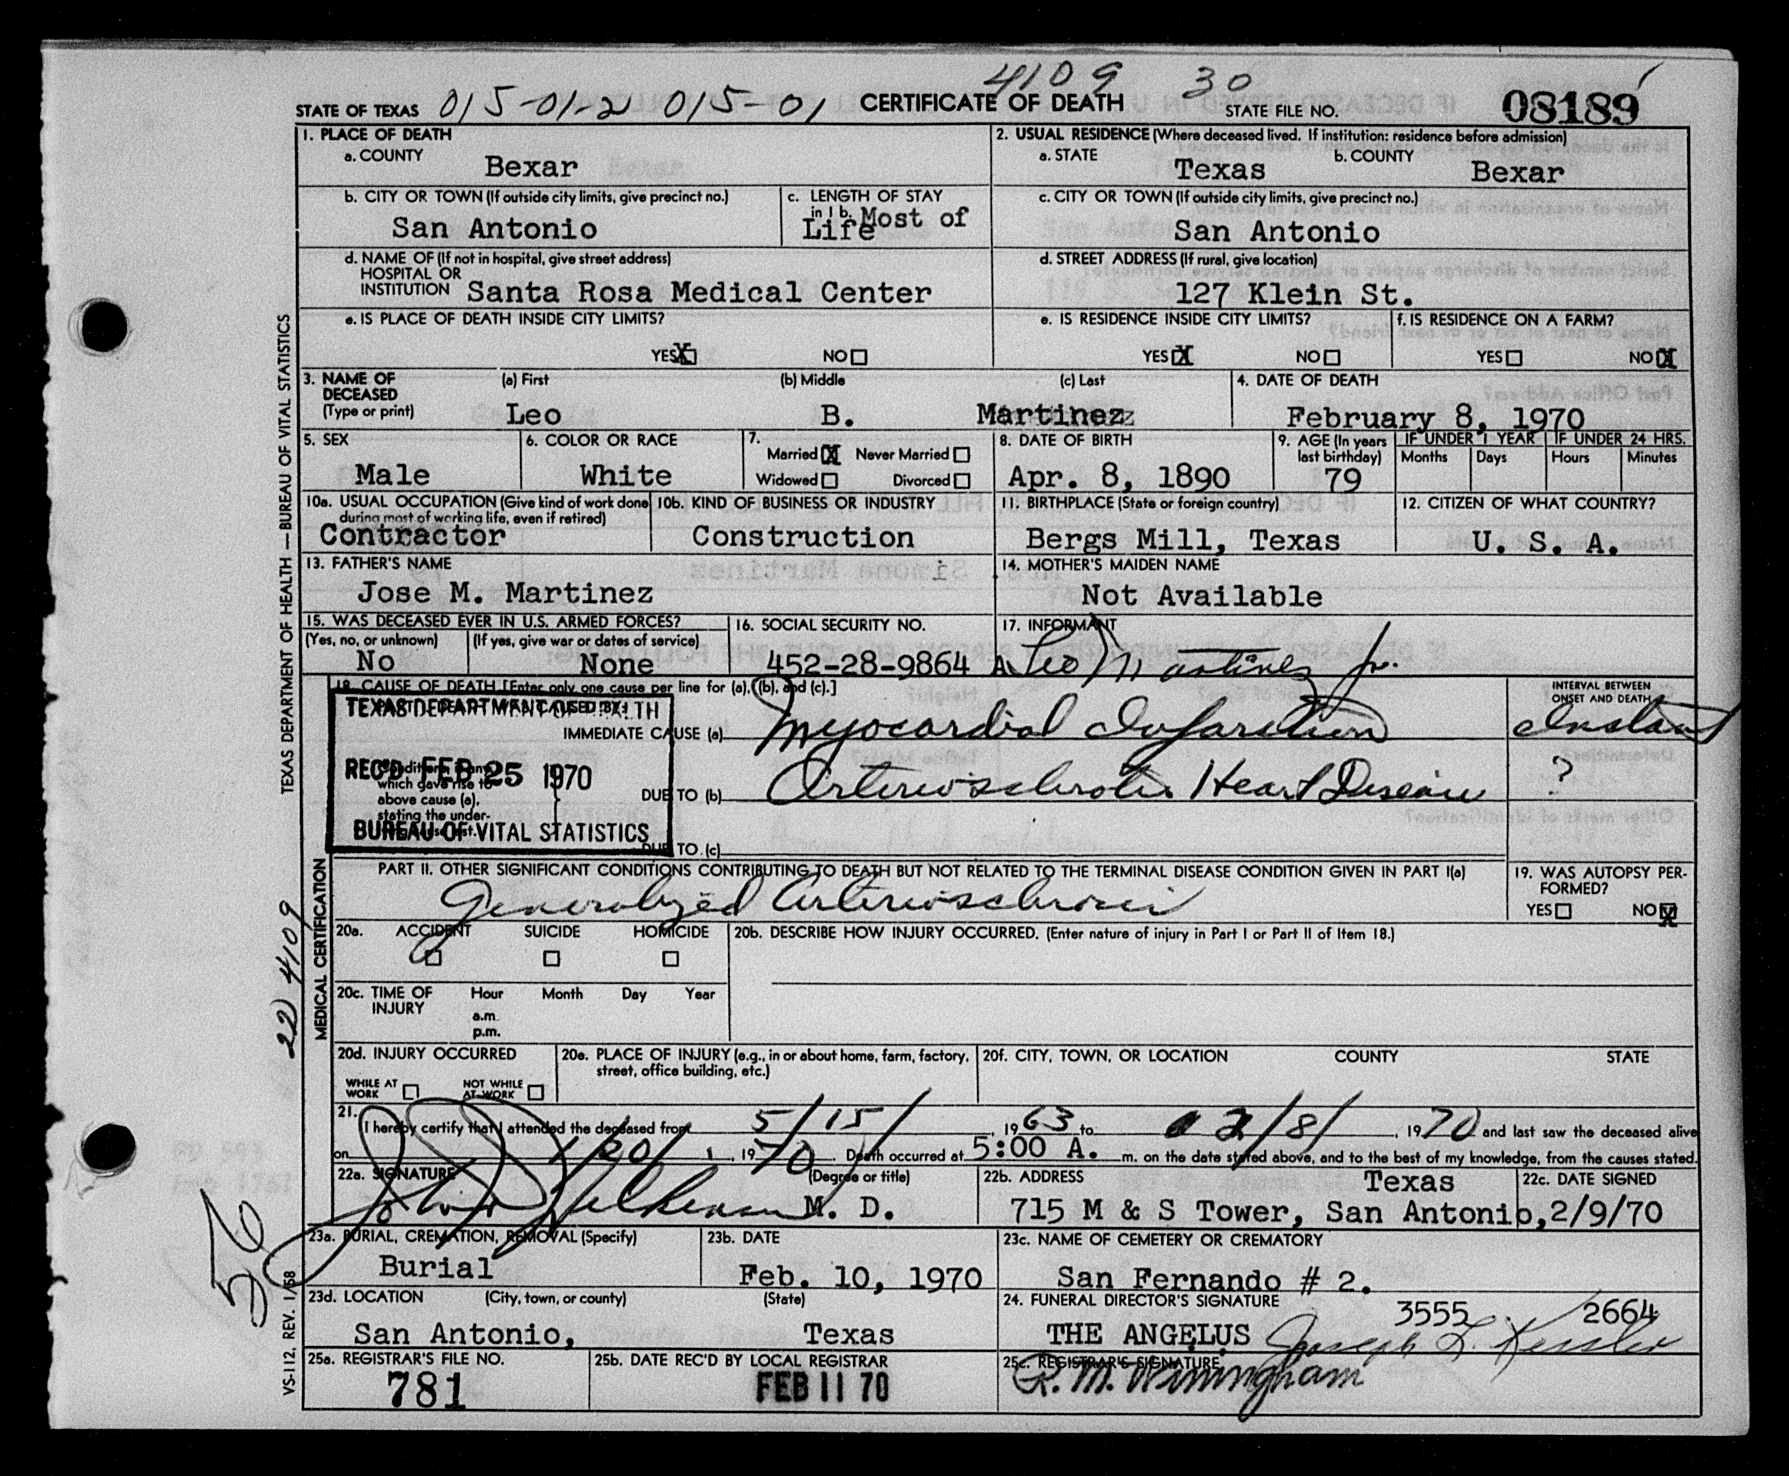 4109 30
STATE OF TEXAS 015-01-2 015-01 CERTIFICATE OF DEATH STATE FILE NO. 08189
1. PLACE OF DEATH
a. COUNTY Bexar
2. USUAL RESIDENCE (Where deceased lived. If institution: residence before admission)
a. STATE Texas b. COUNTY Bexar
b. CITY OR TOWN (If outside city limits, give precinct no.) San Antonio
c. LENGTH OF STAY in 1 b. Most of Life
c. CITY OR TOWN (If outside city limits, give precinct no.) San Antonio
d. NAME OF (If not in hospital, give street address)
HOSPITAL OR
INSTITUTION Santa Rosa Medical Center
d. STREET ADDRESS (If rural, give location)
127 Klein St.
e. IS PLACE OF DEATH INSIDE CITY LIMITS?
YES X NO
e. IS RESIDENCE INSIDE CITY LIMITS?
YES X NO
f. IS RESIDENCE ON A FARM?
YES NO X
3. NAME OF DECEASED (Type or print)
(a) First (b) Middle (c) Last
Leo B. Martinez
4. DATE OF DEATH
February 8, 1970
5. SEX
Male
6. COLOR OR RACE
White
7.
Married X Never Married
Widowed Divorced
8. DATE OF BIRTH
Apr. 8, 1890
9. AGE (In years last birthday)
79
IF UNDER 1 YEAR IF UNDER 24 HRS.
Months Days Hours Minutes
10a. USUAL OCCUPATION (Give kind of work done during most of working life, even if retired)
Contractor
10b. KIND OF BUSINESS OR INDUSTRY
Construction
11. BIRTHPLACE (State or foreign country)
Bergs Mill, Texas
12. CITIZEN OF WHAT COUNTRY?
U. S. A.
13. FATHER'S NAME
Jose M. Martinez
14. MOTHER'S MAIDEN NAME
Not Available
15. WAS DECEASED EVER IN U.S. ARMED FORCES?
(Yes, no, or unknown) (If yes, give war or dates of service)
No None
16. SOCIAL SECURITY NO.
452-28-9864 A
17. INFORMANT
Leo Martinez Jr.
18. CAUSE OF DEATH [Enter only one cause per line for (a), (b), and (c).]
INTERVAL BETWEEN
ONSET AND DEATH
TEXAS DEPARTMENT OF HEALTH
REC'D FEB 25 1970
BUREAU OF VITAL STATISTICS
IMMEDIATE CAUSE (a) Myocardial Infarction Instant
which gave rise to
above cause (a),
stating the under-
DUE TO (b) Arteriosclerotic Heart Disease ?
DUE TO (c)
PART II. OTHER SIGNIFICANT CONDITIONS CONTRIBUTING TO DEATH BUT NOT RELATED TO THE TERMINAL DISEASE CONDITION GIVEN IN PART I(a)
Generalized Arteriosclerosis
19. WAS AUTOPSY PER-
FORMED?
YES NO X
20a. ACCIDENT SUICIDE HOMICIDE
20b. DESCRIBE HOW INJURY OCCURRED. (Enter nature of injury in Part I or Part II of Item 18.)
20c. TIME OF INJURY Hour Month Day Year
a.m.
p.m.
20d. INJURY OCCURRED
WHILE AT WORK NOT WHILE AT WORK
20e. PLACE OF INJURY (e.g., in or about home, farm, factory, street, office building, etc.)
20f. CITY, TOWN, OR LOCATION COUNTY STATE
21. I hereby certify that I attended the deceased from 5/15/, 1963 to 2/8/, 1970 and last saw the deceased alive
on 1/20/, 1970. Death occurred at 5:00 A. m. on the date stated above, and to the best of my knowledge, from the causes stated.
22a. SIGNATURE (Degree or title)
M. D.
22b. ADDRESS
715 M & S Tower, San Antonio, Texas
22c. DATE SIGNED
2/9/70
23a. BURIAL, CREMATION, REMOVAL (Specify)
Burial
23b. DATE
Feb. 10, 1970
23c. NAME OF CEMETERY OR CREMATORY
San Fernando # 2.
23d. LOCATION (City, town, or county) (State)
San Antonio, Texas
24. FUNERAL DIRECTOR'S SIGNATURE 3555 2664
THE ANGELUS Joseph L. Kessler
25a. REGISTRAR'S FILE NO.
781
25b. DATE REC'D BY LOCAL REGISTRAR
FEB 11 70
25c. REGISTRAR'S SIGNATURE
TEXAS DEPARTMENT OF HEALTH — BUREAU OF VITAL STATISTICS
MEDICAL CERTIFICATION
22 4109
56
VS-112, REV. 1/58